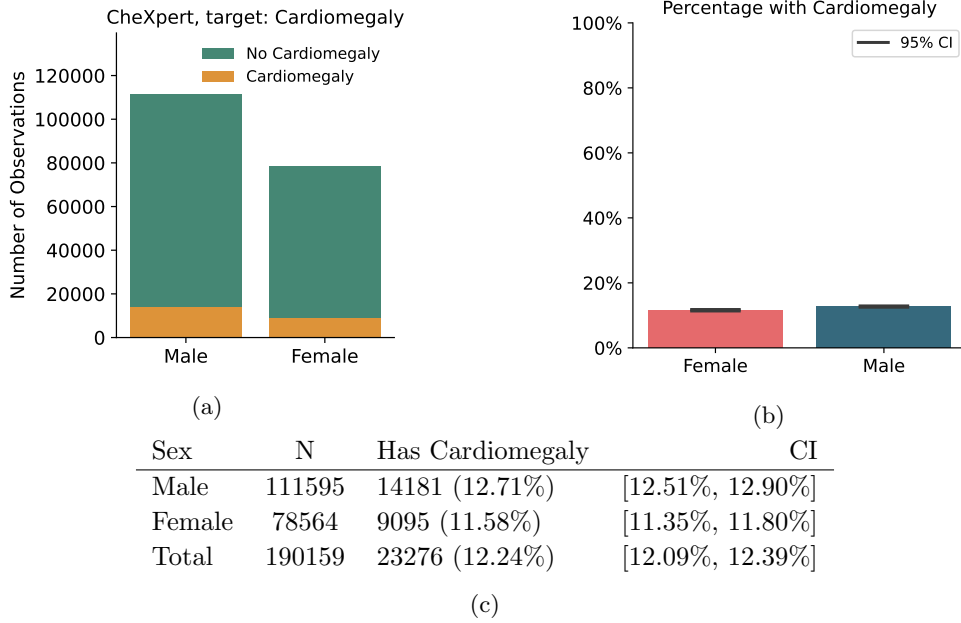 CheXpert, target: Cardiomegaly
No Cardiomegaly
Cardiomegaly
Number of Observations
120000
100000
80000
60000
40000
20000
0
Male Female
(a)
Percentage with Cardiomegaly
95% CI
100%
80%
60%
40%
20%
0%
Female Male
(b)
Sex N Has Cardiomegaly CI
Male 111595 14181 (12.71%) [12.51%, 12.90%]
Female 78564 9095 (11.58%) [11.35%, 11.80%]
Total 190159 23276 (12.24%) [12.09%, 12.39%]
(c)